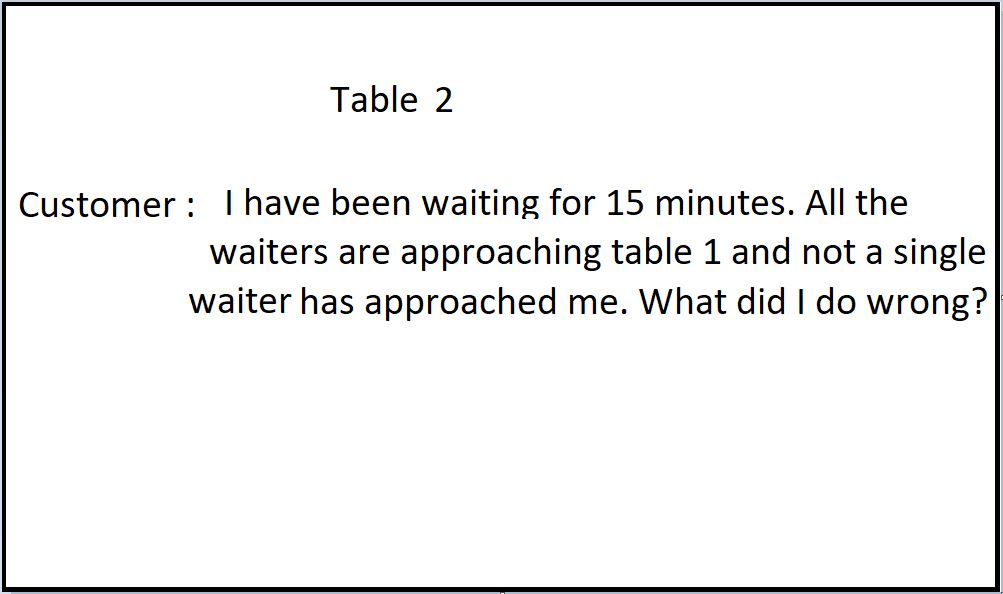 Table 2
Customer : I have been waiting for 15 minutes. All the
waiters are approaching table 1 and not a single
waiter has approached me. What did I do wrong?